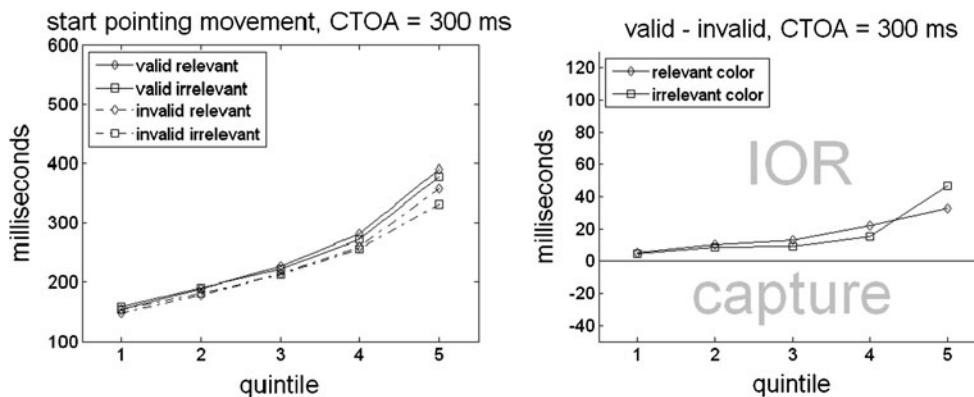 start pointing movement, CTOA = 300 ms
600
500
400
300
200
100
milliseconds
valid relevant
valid irrelevant
invalid relevant
invalid irrelevant
1 2 3 4 5
quintile
valid - invalid, CTOA = 300 ms
120
100
80
60
40
20
0
-20
-40
milliseconds
relevant color
irrelevant color
IOR
capture
1 2 3 4 5
quintile